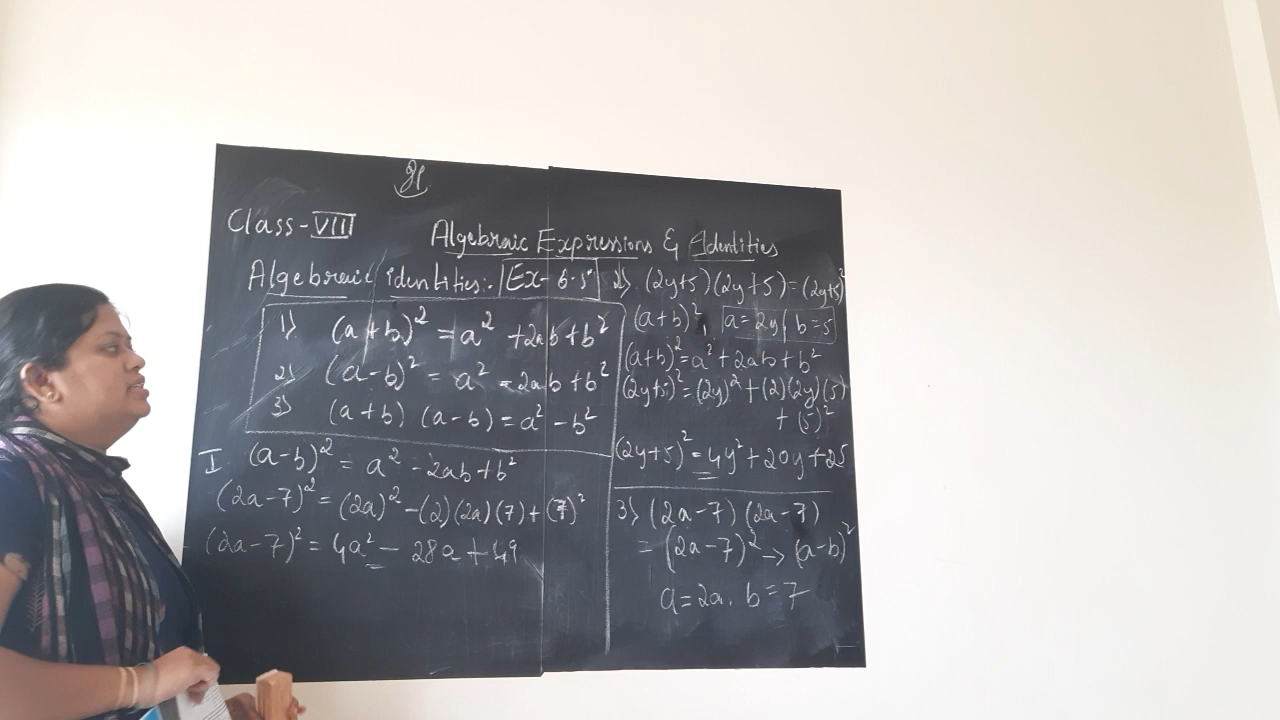 Class - VIII
Algebraic Expressions & Identities
Algebraic identities:- Ex- 6.5
1) (a+b)² = a² + 2ab + b²
2) (a-b)² = a² - 2ab + b²
3) (a+b) (a-b) = a² - b²
I (a-b)² = a² - 2ab + b²
(2a-7)² = (2a)² - (2)(2a)(7) + (7)²
(2a-7)² = 4a² - 28a + 49
2) (2y+5)(2y+5) = (2y+5)²
(a+b)², a = 2y, b = 5
(a+b)² = a² + 2ab + b²
(2y+5)² = (2y)² + (2)(2y)(5)
+ (5)²
(2y+5)² = 4y² + 20y + 25
3) (2a-7) (2a-7)
= (2a-7)² → (a-b)²
a = 2a, b = 7